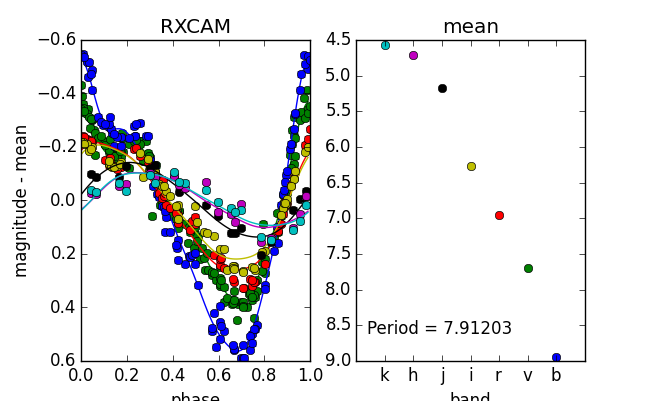 RXCAM
mean
magnitude - mean
−0.6
−0.4
−0.2
0.0
0.2
0.4
0.6
0.0 0.2 0.4 0.6 0.8 1.0
phase
4.5
5.0
5.5
6.0
6.5
7.0
7.5
8.0
8.5
9.0
Period = 7.91203
k h j i r v b
band